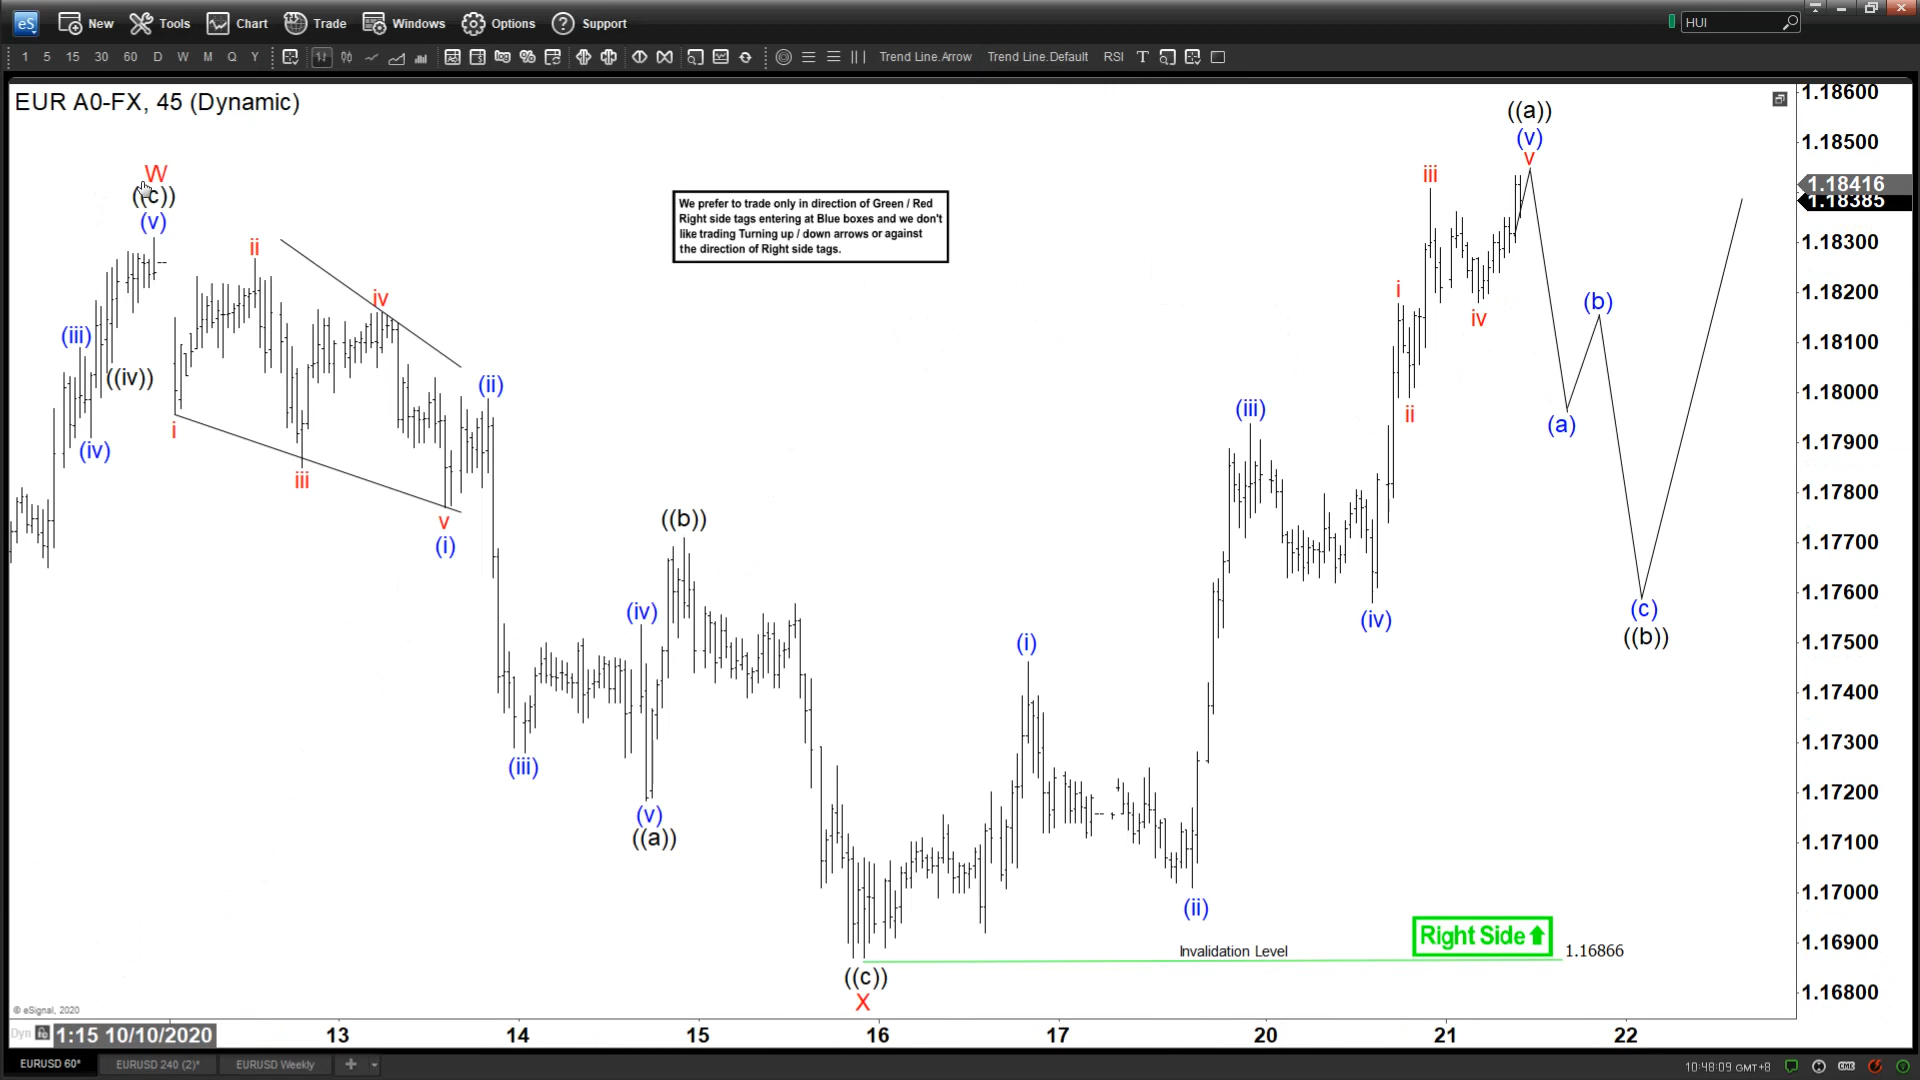 eS New Tools Chart Trade Windows Options Support HUI
1 5 15 30 60 D W M Q Y log % Trend Line.Arrow Trend Line.Default RSI T
EUR A0-FX, 45 (Dynamic)
W
((c))
(v)
(iii)
((iv))
(iv)
i
ii
iii
iv
v
(i)
(ii)
(iii)
(iv)
(v)
((a))
((b))
((c))
X
(i)
(ii)
(iii)
(iv)
i
ii
iii
iv
((a))
(v)
v
(a)
(b)
(c)
((b))
We prefer to trade only in direction of Green / Red
Right side tags entering at Blue boxes and we don't
like trading Turning up / down arrows or against
the direction of Right side tags.
Invalidation Level
Right Side
1.16866
1.18600
1.18500
1.18416
1.18385
1.18300
1.18200
1.18100
1.18000
1.17900
1.17800
1.17700
1.17600
1.17500
1.17400
1.17300
1.17200
1.17100
1.17000
1.16900
1.16800
© eSignal, 2020
Dyn 1:15 10/10/2020 13 14 15 16 17 20 21 22
EURUSD 60* EURUSD 240 (2)* EURUSD Weekly +
10:48:09 GMT+8